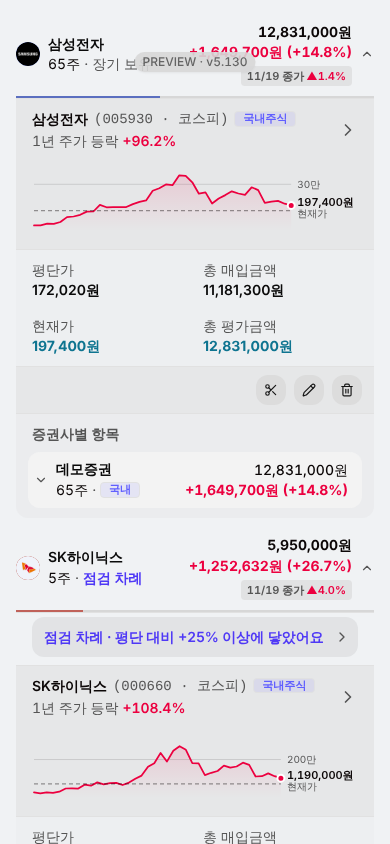 삼성전자
12,831,000원
65주 · 장기 보
PREVIEW · v5.130
+1,649,700원 (+14.8%)
11/19 종가 ▲1.4%
삼성전자 (005930 · 코스피) 국내주식
1년 주가 등락 +96.2%
30만
197,400원
현재가
평단가
총 매입금액
172,020원
11,181,300원
현재가
총 평가금액
197,400원
12,831,000원
증권사별 항목
데모증권
12,831,000원
65주 · 국내
+1,649,700원 (+14.8%)
SK하이닉스
5,950,000원
5주 · 점검 차례
+1,252,632원 (+26.7%)
11/19 종가 ▲4.0%
점검 차례 · 평단 대비 +25% 이상에 닿았어요
SK하이닉스 (000660 · 코스피) 국내주식
1년 주가 등락 +108.4%
200만
1,190,000원
현재가
평단가
총 매입금액